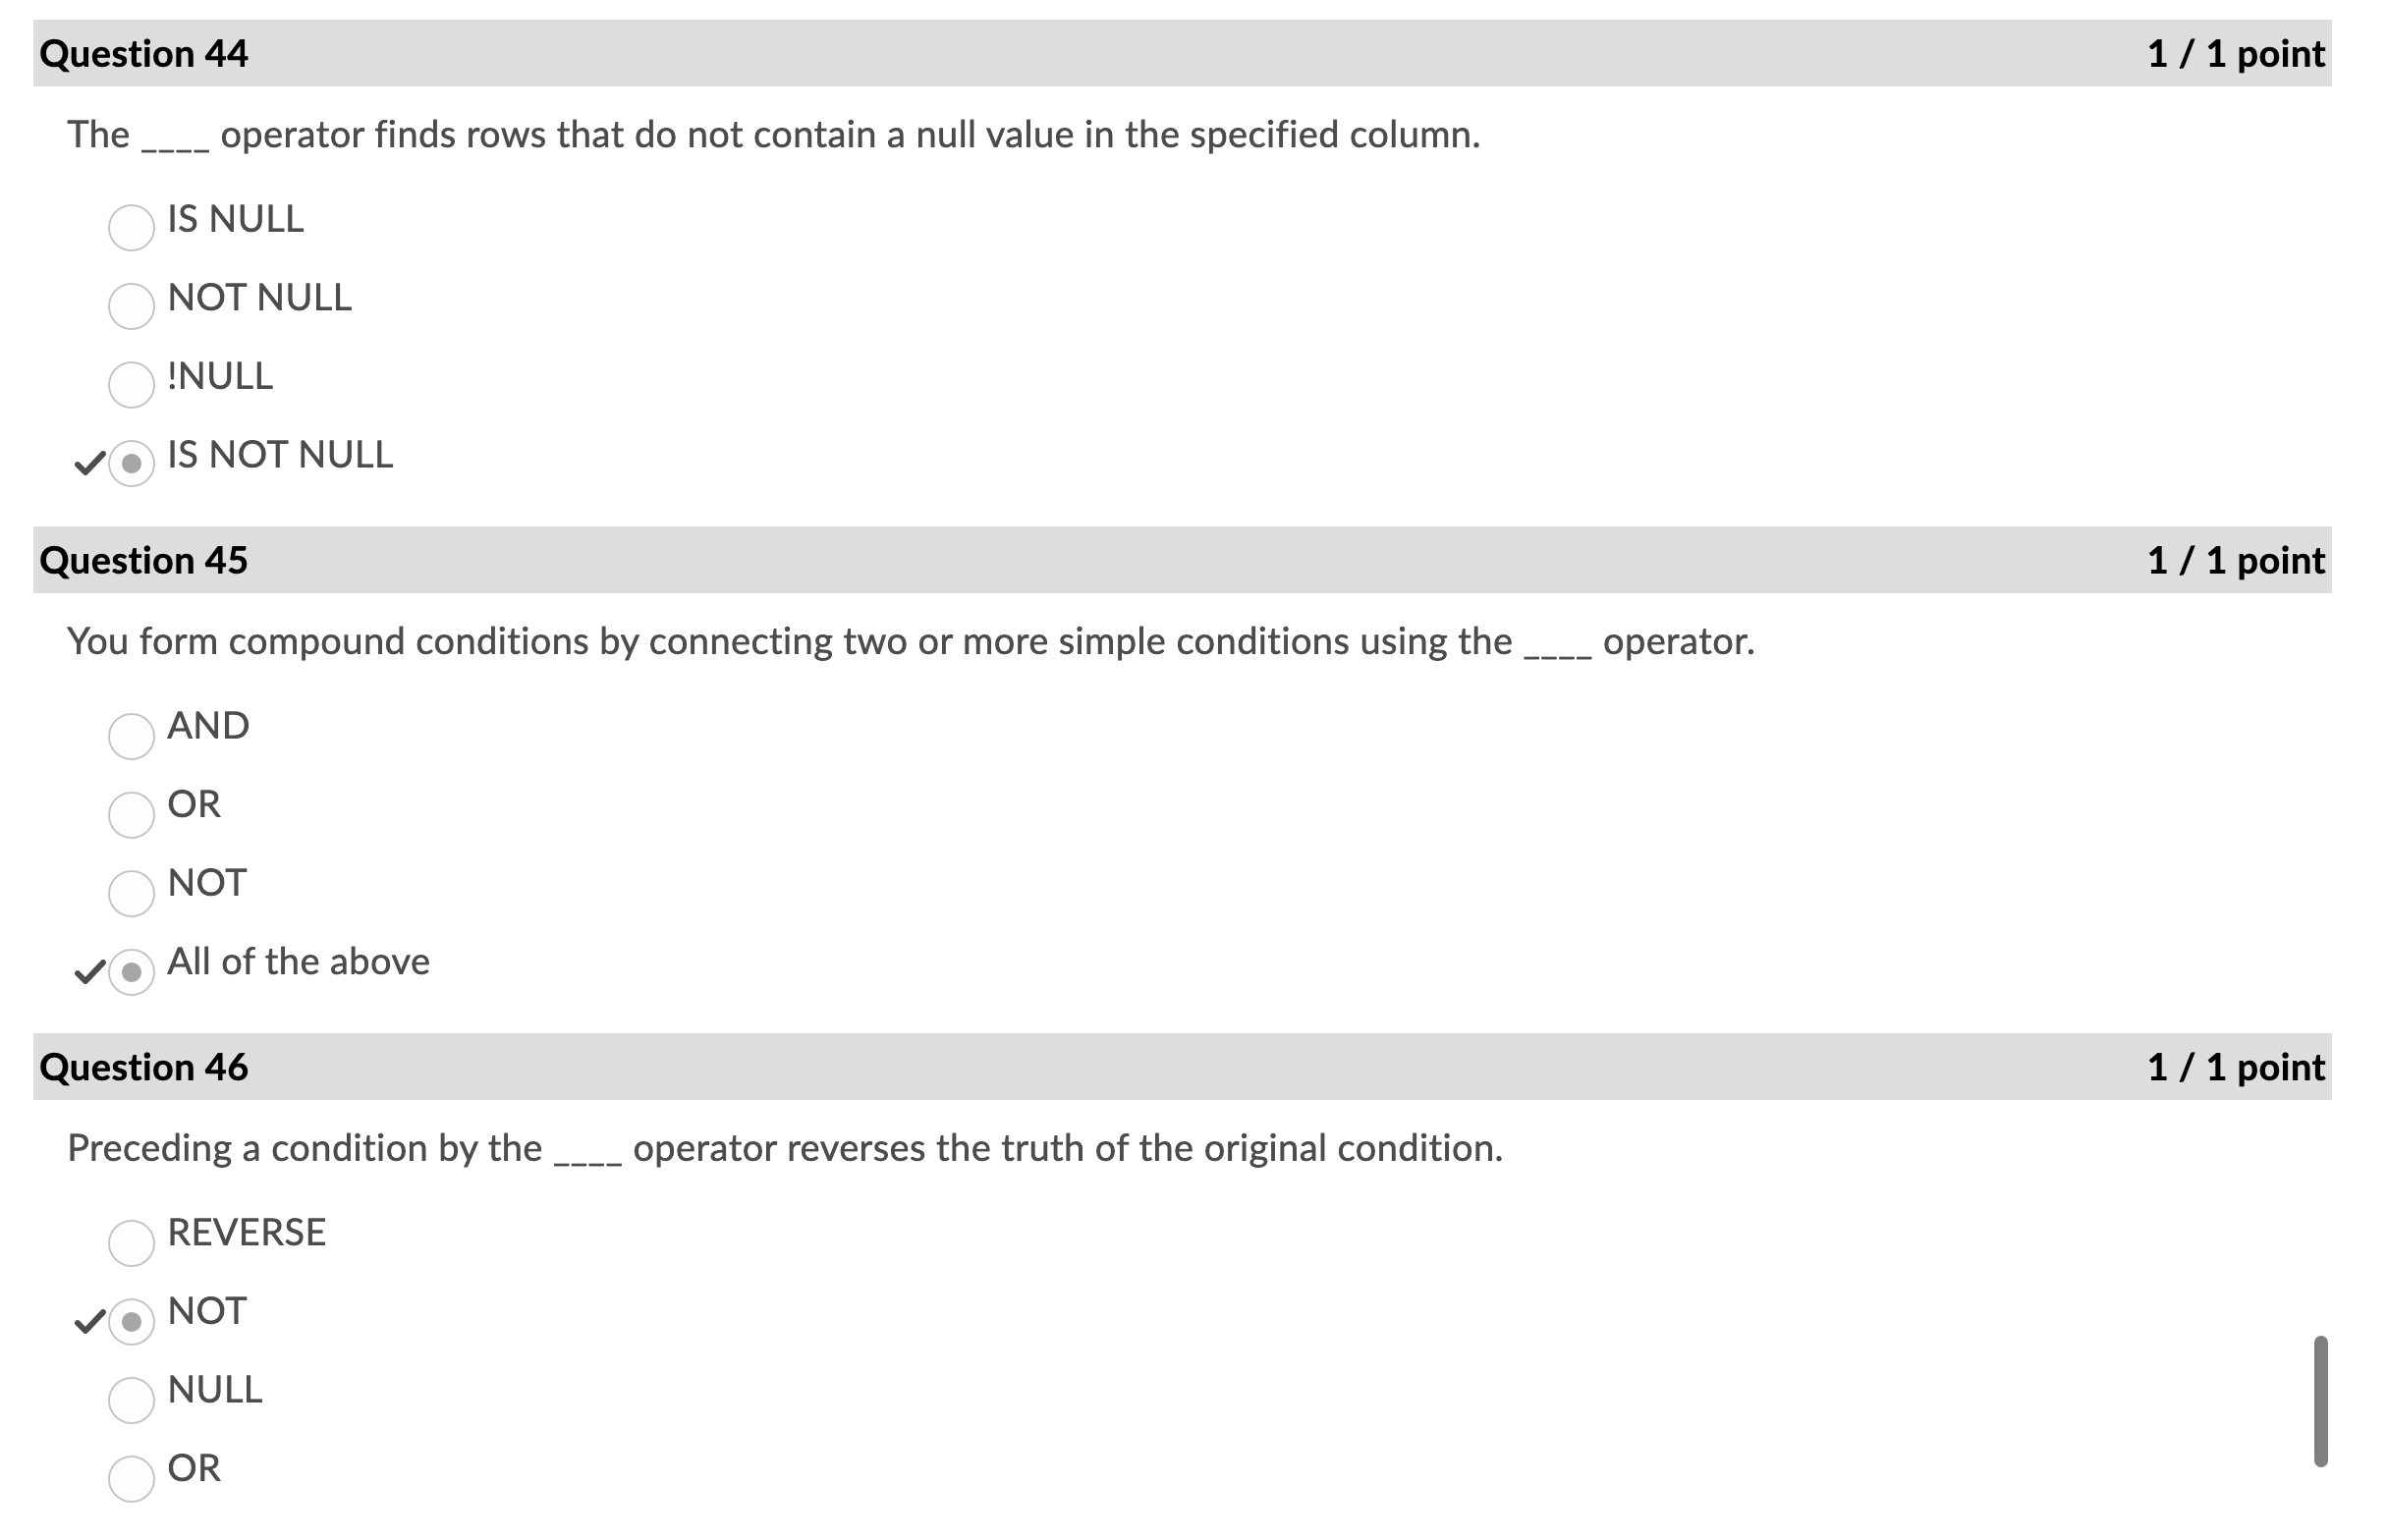 Question 44 1 / 1 point
The ____ operator finds rows that do not contain a null value in the specified column.
IS NULL
NOT NULL
!NULL
IS NOT NULL
Question 45 1 / 1 point
You form compound conditions by connecting two or more simple conditions using the ____ operator.
AND
OR
NOT
All of the above
Question 46 1 / 1 point
Preceding a condition by the ____ operator reverses the truth of the original condition.
REVERSE
NOT
NULL
OR